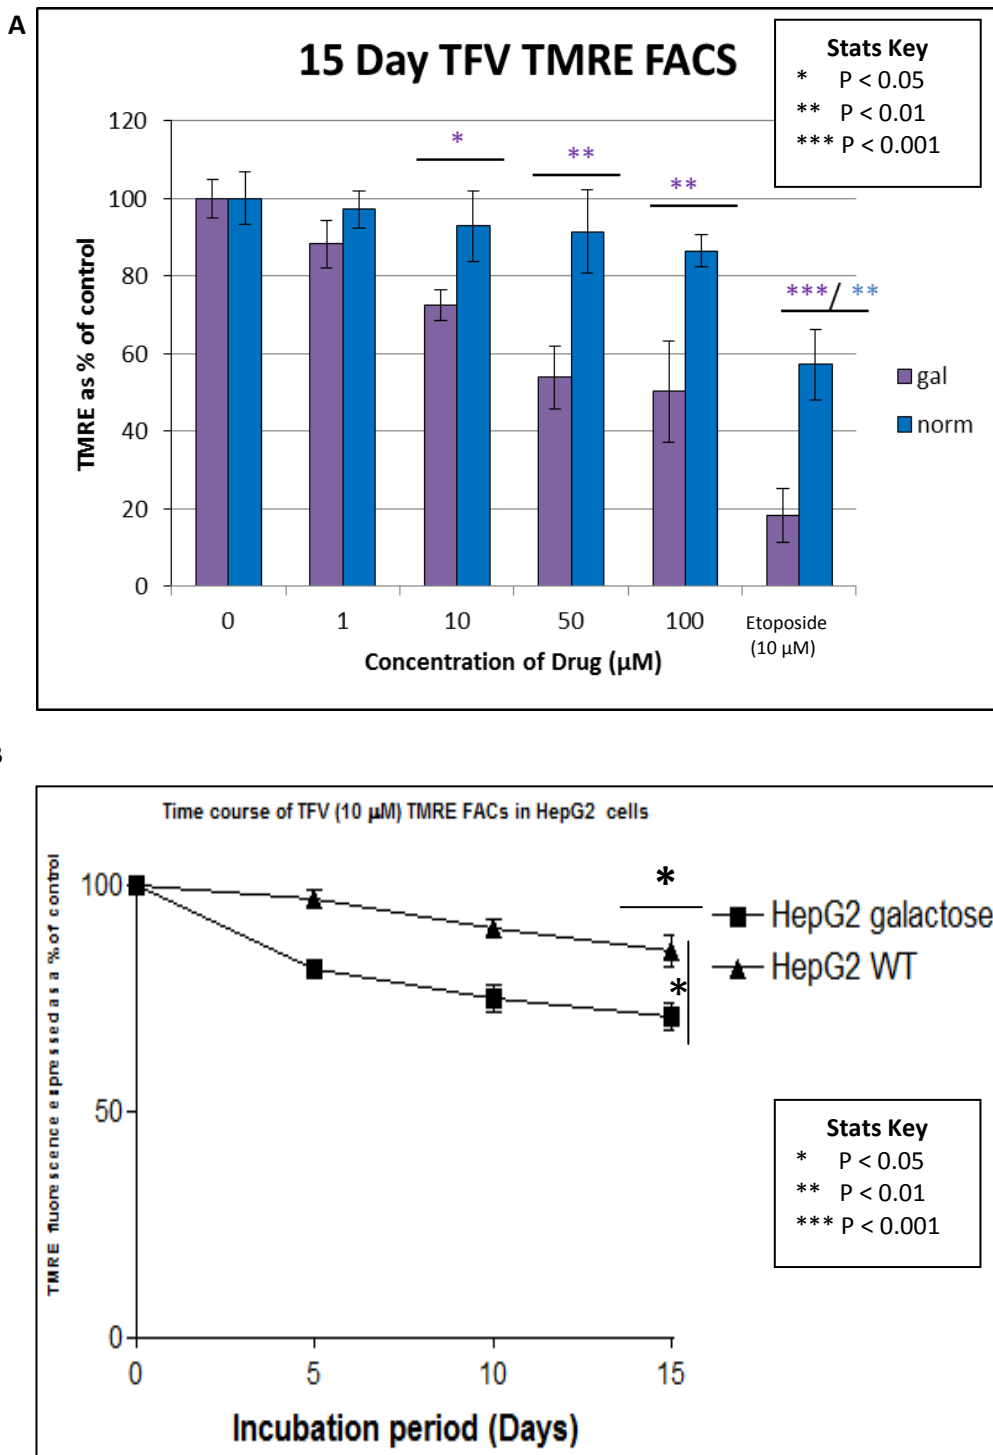 A
15 Day TFV TMRE FACS
Stats Key
* P < 0.05
** P < 0.01
*** P < 0.001
120
100
80
60
40
20
0
TMRE as % of control
*
**
**
***/ **
gal
norm
0 1 10 50 100 Etoposide
(10 µM)
Concentration of Drug (µM)
Time course of TFV (10 µM) TMRE FACs in HepG2 cells
TMRE fluorescence expressed as a % of control
100
50
0
*
*
HepG2 galactose
HepG2 WT
Stats Key
* P < 0.05
** P < 0.01
*** P < 0.001
0 5 10 15
Incubation period (Days)